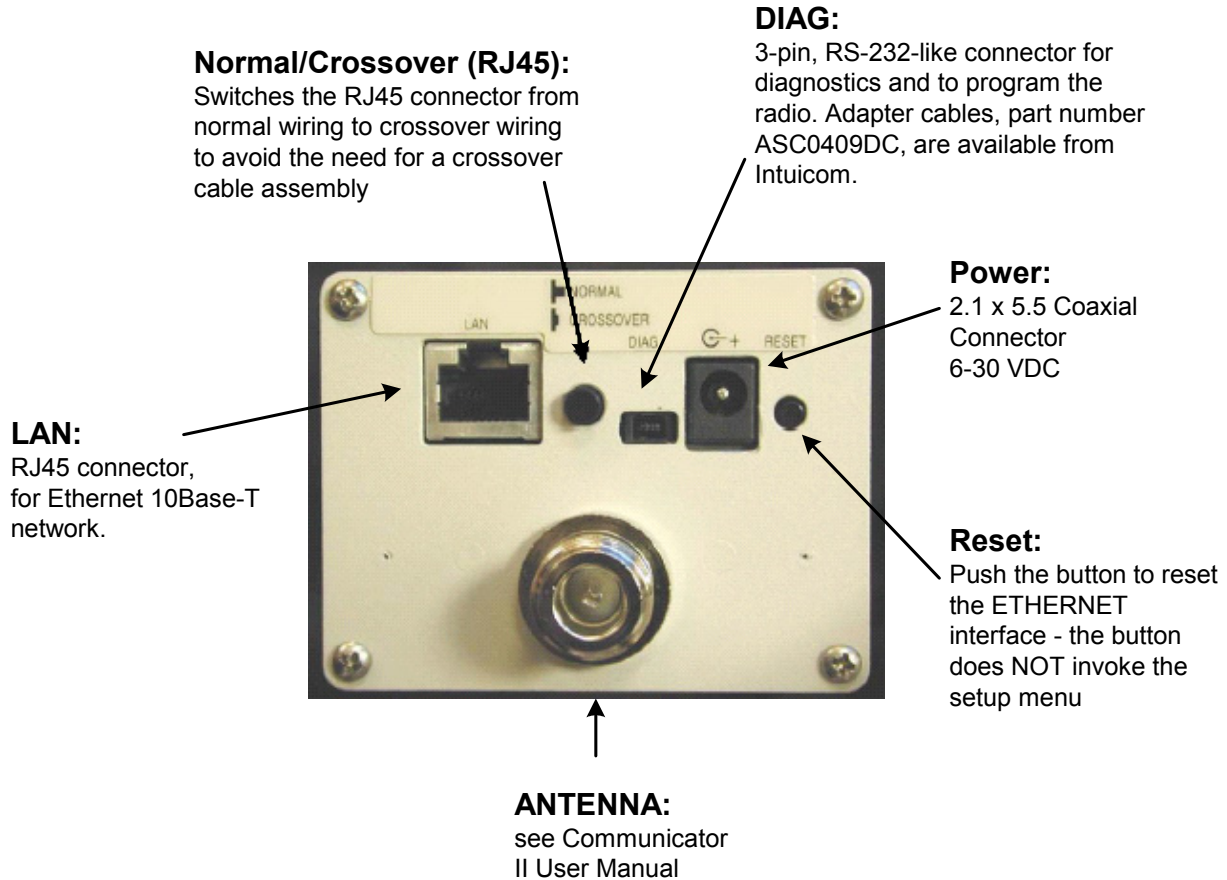 DIAG:
3-pin, RS-232-like connector for
diagnostics and to program the
radio. Adapter cables, part number
ASC0409DC, are available from
Intuicom.
Normal/Crossover (RJ45):
Switches the RJ45 connector from
normal wiring to crossover wiring
to avoid the need for a crossover
cable assembly
Power:
2.1 x 5.5 Coaxial
Connector
6-30 VDC
NORMAL
CROSSOVER
LAN
DIAG
+
RESET
LAN:
RJ45 connector,
for Ethernet 10Base-T
network.
Reset:
Push the button to reset
the ETHERNET
interface - the button
does NOT invoke the
setup menu
ANTENNA:
see Communicator
II User Manual